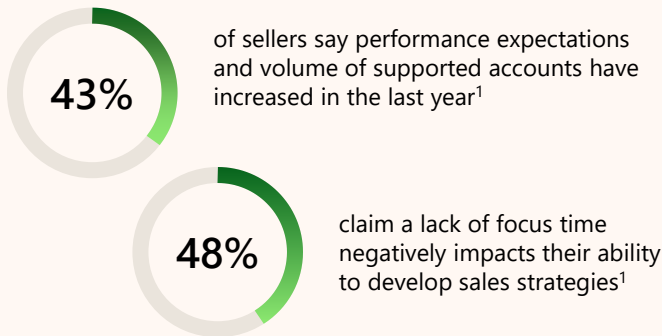 43%
of sellers say performance expectations
and volume of supported accounts have
increased in the last year¹
48%
claim a lack of focus time
negatively impacts their ability
to develop sales strategies¹